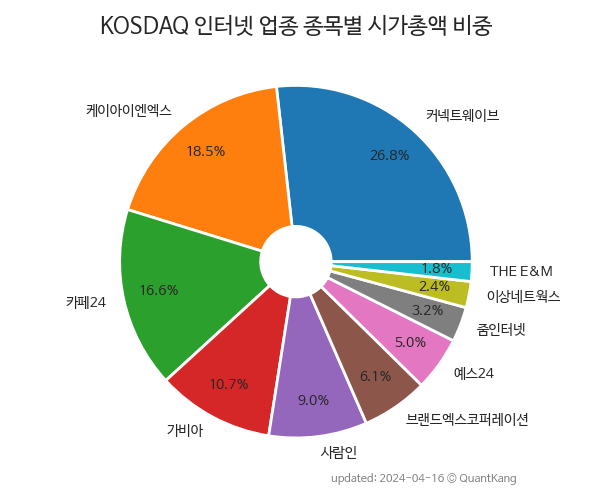 KOSDAQ 인터넷 업종 종목별 시가총액 비중
커넥트웨이브
26.8%
케이아이엔엑스
18.5%
카페24
16.6%
가비아
10.7%
사람인
9.0%
브랜드엑스코퍼레이션
6.1%
예스24
5.0%
줌인터넷
3.2%
이상네트웍스
2.4%
THE E&M
1.8%
updated: 2024-04-16 © QuantKang